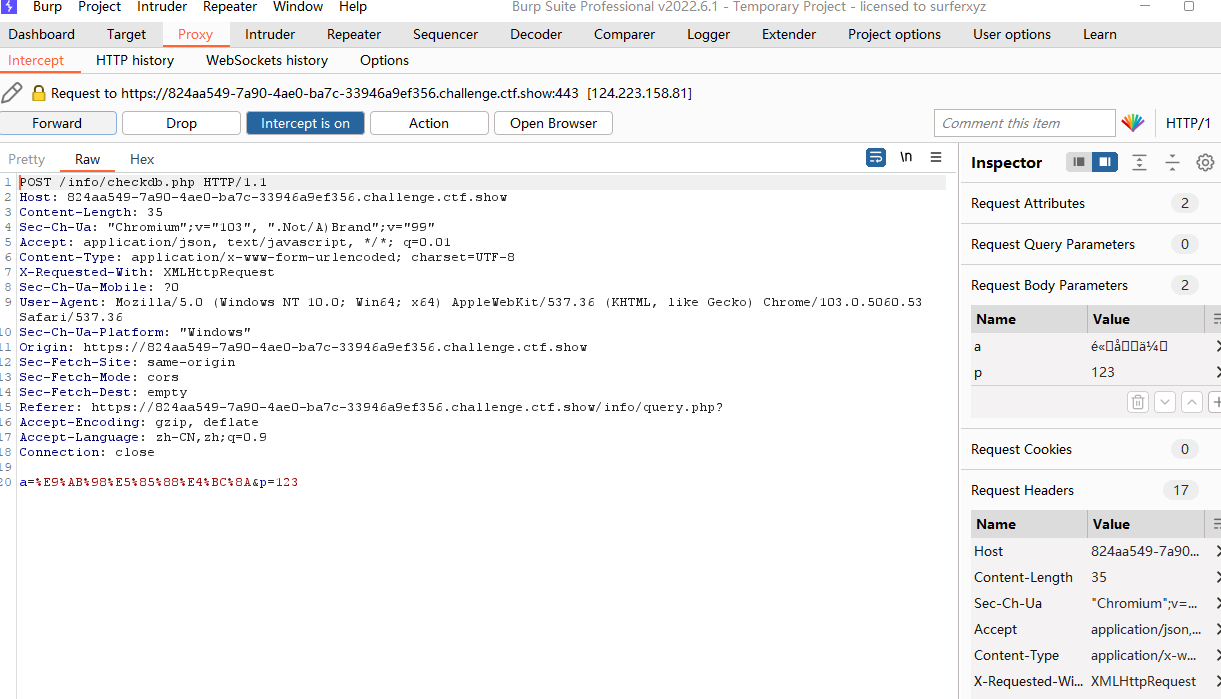 Burp Project Intruder Repeater Window Help Burp Suite Professional v2022.6.1 - Temporary Project - licensed to surferxyz
Dashboard Target Proxy Intruder Repeater Sequencer Decoder Comparer Logger Extender Project options User options Learn
Intercept HTTP history WebSockets history Options
Request to https://824aa549-7a90-4ae0-ba7c-33946a9ef356.challenge.ctf.show:443 [124.223.158.81]
Forward Drop Intercept is on Action Open Browser Comment this item HTTP/1
Pretty Raw Hex \n
1 POST /info/checkdb.php HTTP/1.1
2 Host: 824aa549-7a90-4ae0-ba7c-33946a9ef356.challenge.ctf.show
3 Content-Length: 35
4 Sec-Ch-Ua: "Chromium";v="103", ".Not/A)Brand";v="99"
5 Accept: application/json, text/javascript, */*; q=0.01
6 Content-Type: application/x-www-form-urlencoded; charset=UTF-8
7 X-Requested-With: XMLHttpRequest
8 Sec-Ch-Ua-Mobile: ?0
9 User-Agent: Mozilla/5.0 (Windows NT 10.0; Win64; x64) AppleWebKit/537.36 (KHTML, like Gecko) Chrome/103.0.5060.53
Safari/537.36
10 Sec-Ch-Ua-Platform: "Windows"
11 Origin: https://824aa549-7a90-4ae0-ba7c-33946a9ef356.challenge.ctf.show
12 Sec-Fetch-Site: same-origin
13 Sec-Fetch-Mode: cors
14 Sec-Fetch-Dest: empty
15 Referer: https://824aa549-7a90-4ae0-ba7c-33946a9ef356.challenge.ctf.show/info/query.php?
16 Accept-Encoding: gzip, deflate
17 Accept-Language: zh-CN,zh;q=0.9
18 Connection: close
19
20 a=%E9%AB%98%E5%85%88%E4%BC%8A&p=123
Inspector
Request Attributes 2
Request Query Parameters 0
Request Body Parameters 2
Name Value
a é«□å□□ä¼□
p 123
Request Cookies 0
Request Headers 17
Name Value
Host 824aa549-7a90...
Content-Length 35
Sec-Ch-Ua "Chromium";v=...
Accept application/json,...
Content-Type application/x-w...
X-Requested-Wi... XMLHttpRequest